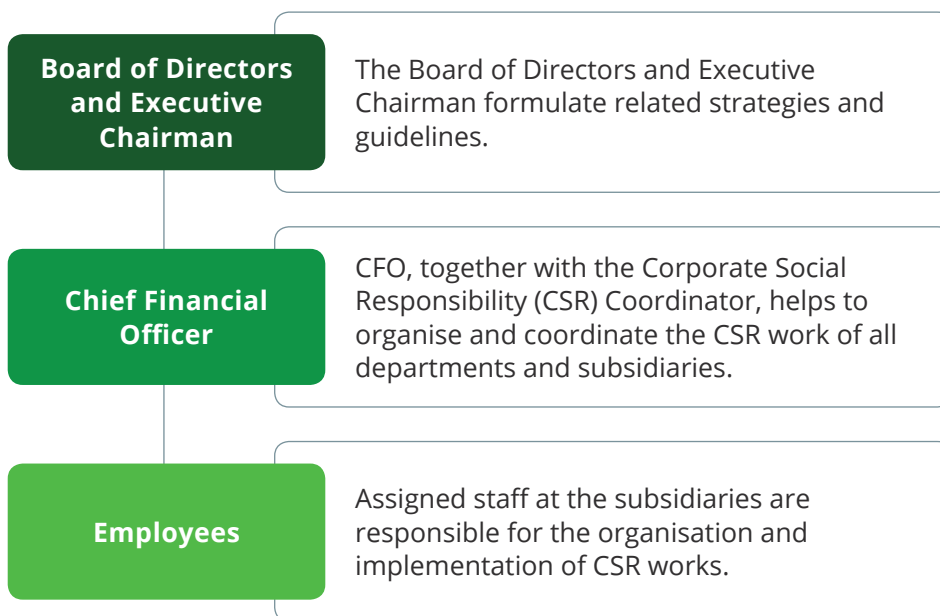 Board of Directors
and Executive
Chairman
The Board of Directors and Executive
Chairman formulate related strategies and
guidelines.
Chief Financial
Officer
CFO, together with the Corporate Social
Responsibility (CSR) Coordinator, helps to
organise and coordinate the CSR work of all
departments and subsidiaries.
Employees
Assigned staff at the subsidiaries are
responsible for the organisation and
implementation of CSR works.